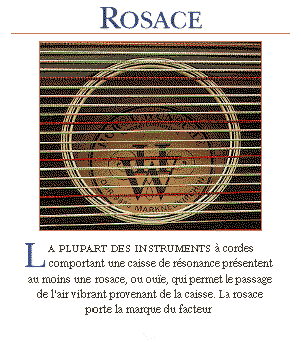 ROSACE
LA PLUPART DES INSTRUMENTS à cordes
comportant une caisse de résonance présentent
au moins une rosace, ou ouïe, qui permet le passage
de l'air vibrant provenant de la caisse. La rosace
porte la marque du facteur